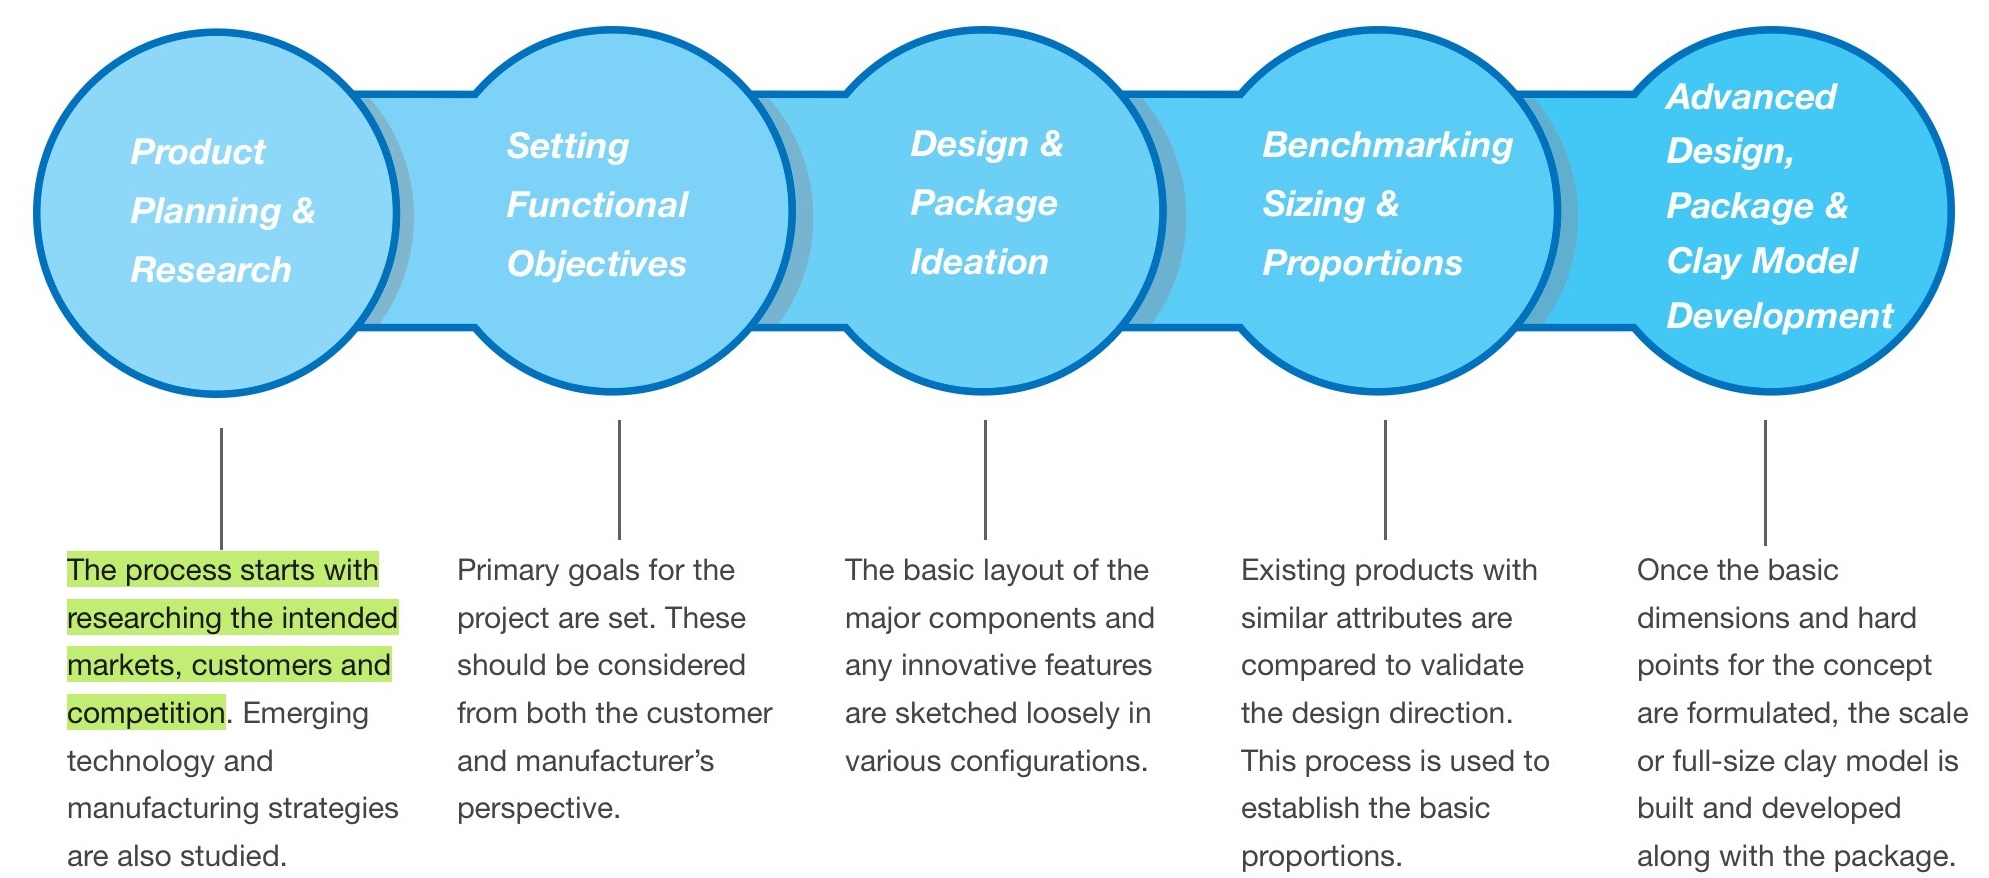 Product
Planning &
Research
Setting
Functional
Objectives
Design &
Package
Ideation
Benchmarking
Sizing &
Proportions
Advanced
Design,
Package &
Clay Model
Development
The process starts with
researching the intended
markets, customers and
competition. Emerging
technology and
manufacturing strategies
are also studied.
Primary goals for the
project are set. These
should be considered
from both the customer
and manufacturer’s
perspective.
The basic layout of the
major components and
any innovative features
are sketched loosely in
various configurations.
Existing products with
similar attributes are
compared to validate
the design direction.
This process is used to
establish the basic
proportions.
Once the basic
dimensions and hard
points for the concept
are formulated, the scale
or full-size clay model is
built and developed
along with the package.